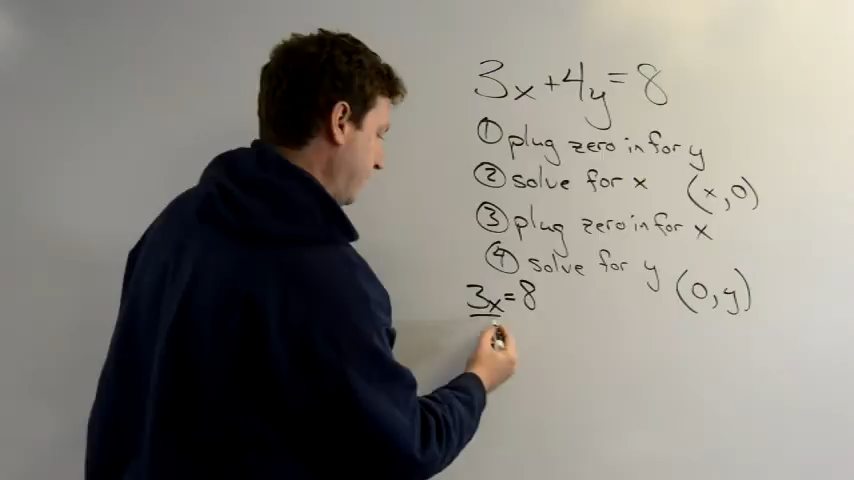 3x+4y=8
① plug zero in for y
② solve for x (x,0)
③ plug zero in for x
④ solve for y (0,y)
3x=8